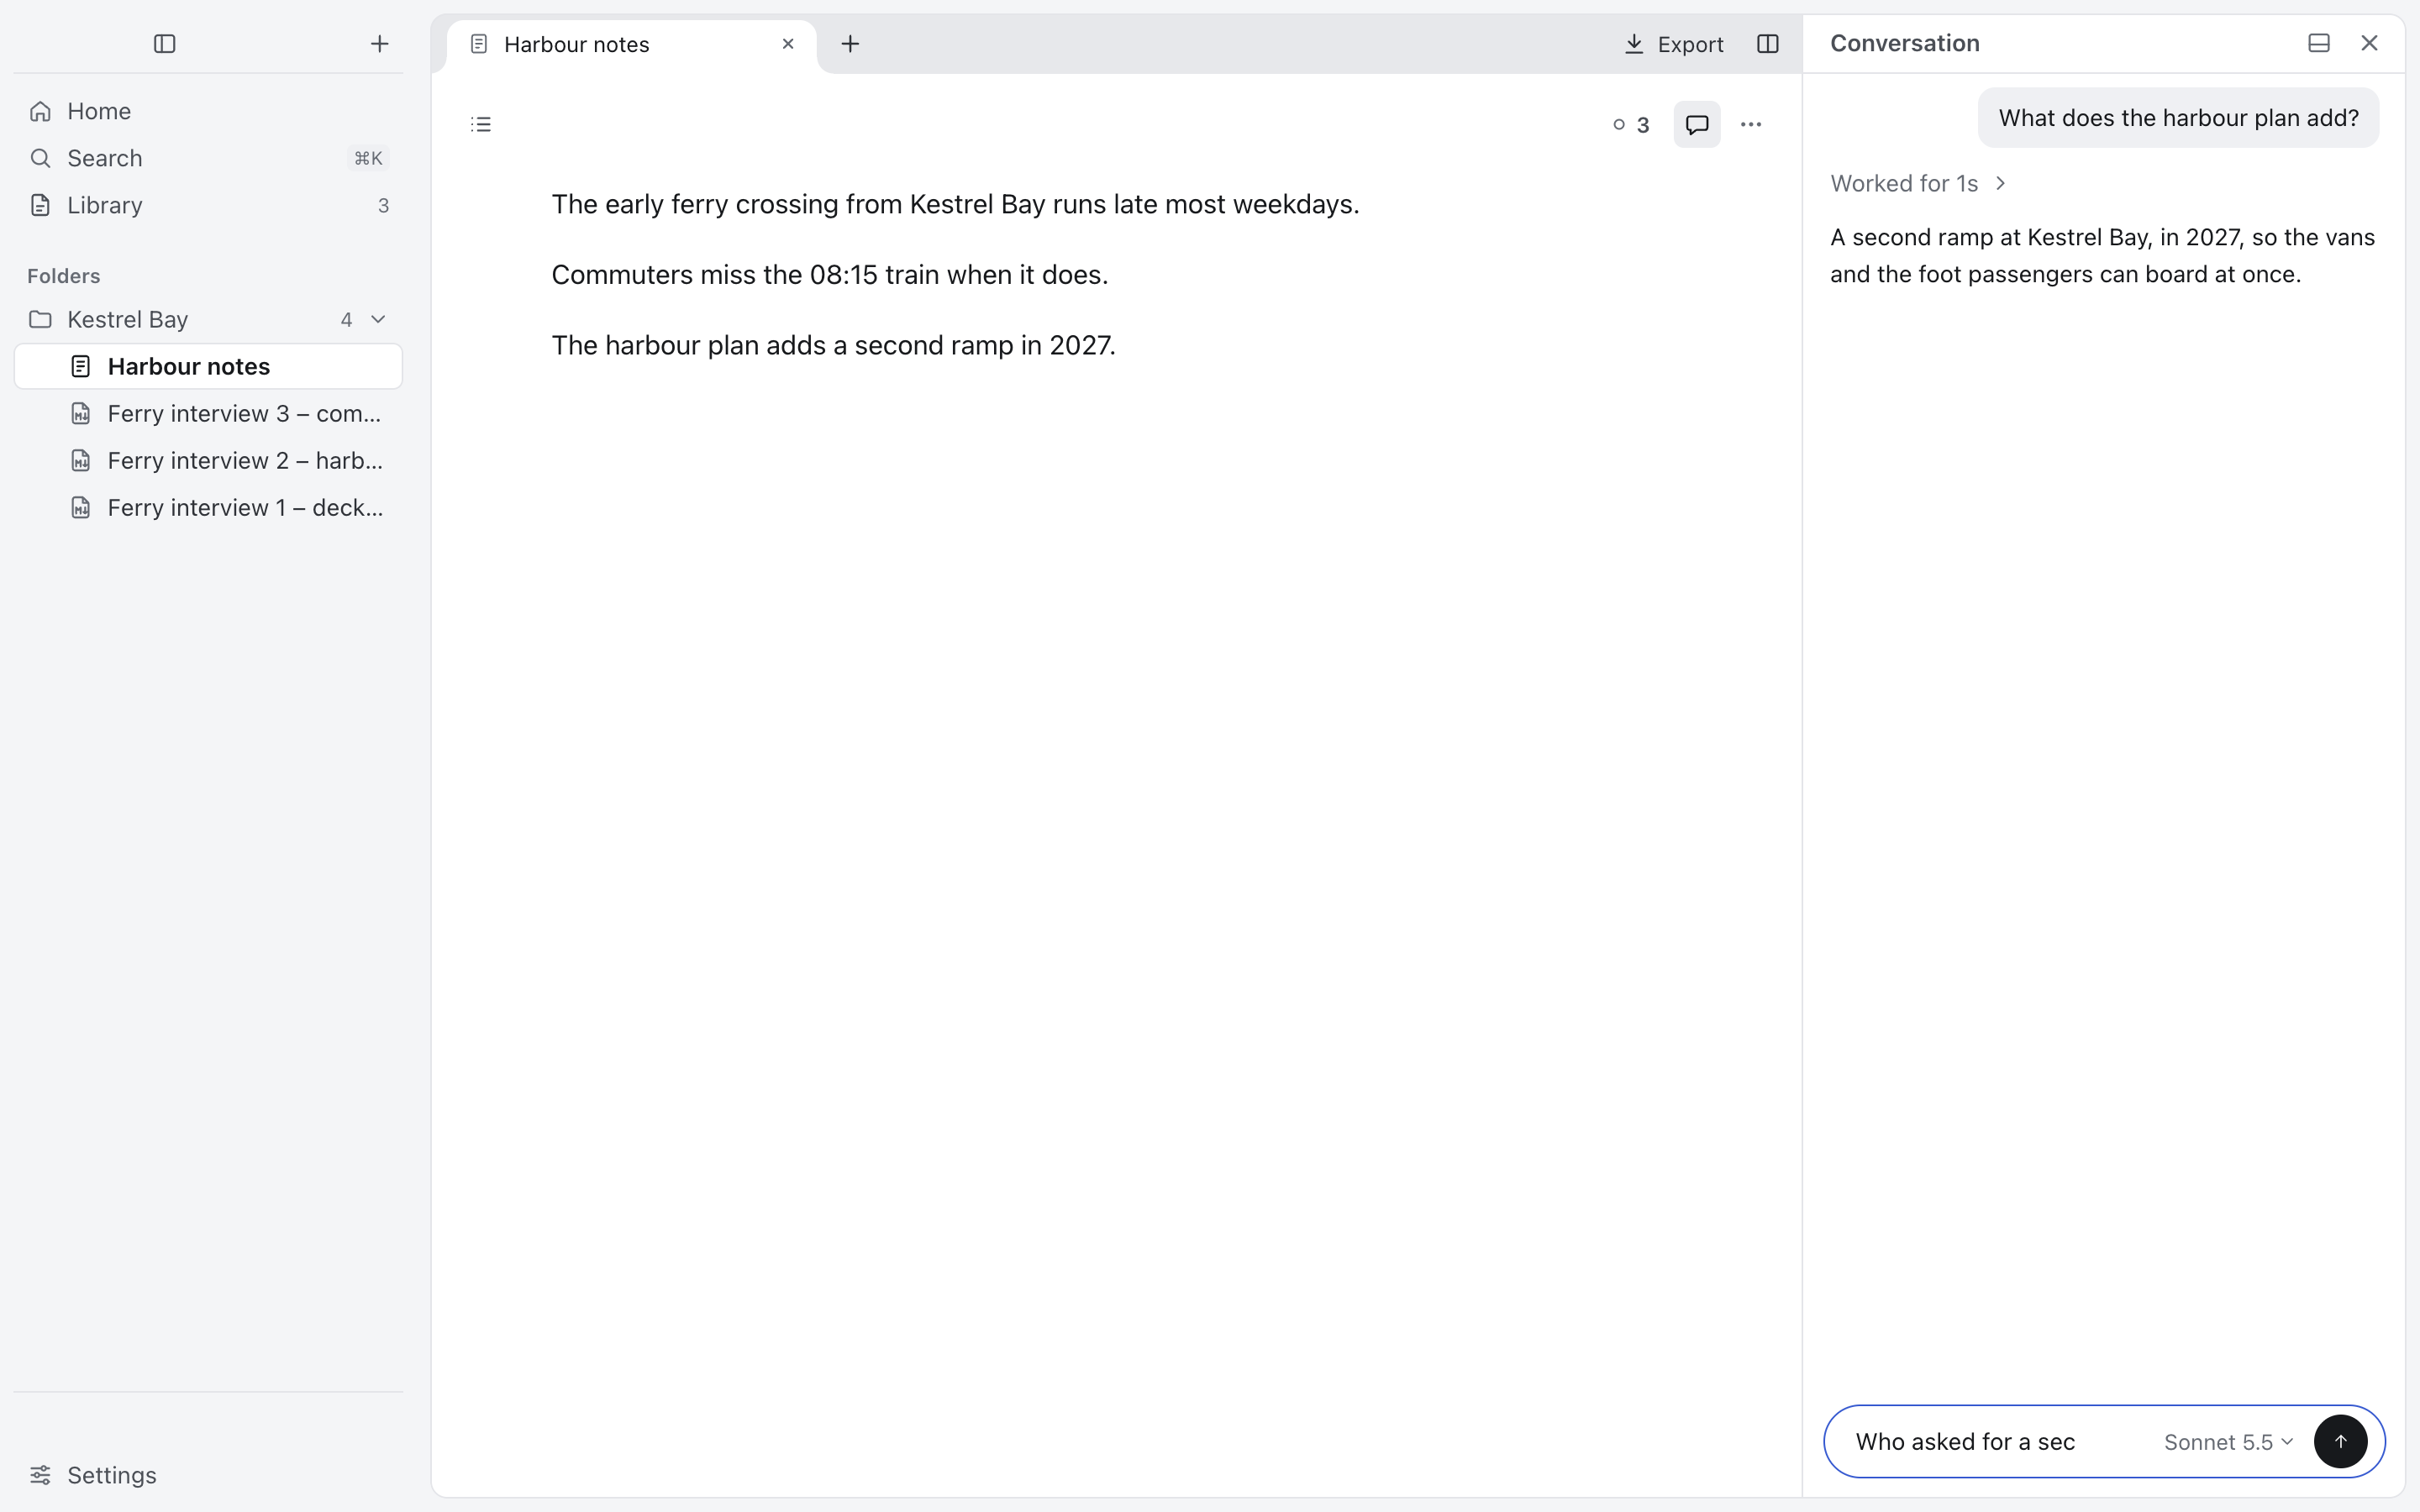 Home
Search ⌘K
Library 3
Folders
Kestrel Bay 4
Harbour notes
Ferry interview 3 – com...
Ferry interview 2 – harb...
Ferry interview 1 – deck...
Settings
Harbour notes
Export
3
The early ferry crossing from Kestrel Bay runs late most weekdays.
Commuters miss the 08:15 train when it does.
The harbour plan adds a second ramp in 2027.
Conversation
What does the harbour plan add?
Worked for 1s
A second ramp at Kestrel Bay, in 2027, so the vans
and the foot passengers can board at once.
Who asked for a sec
Sonnet 5.5